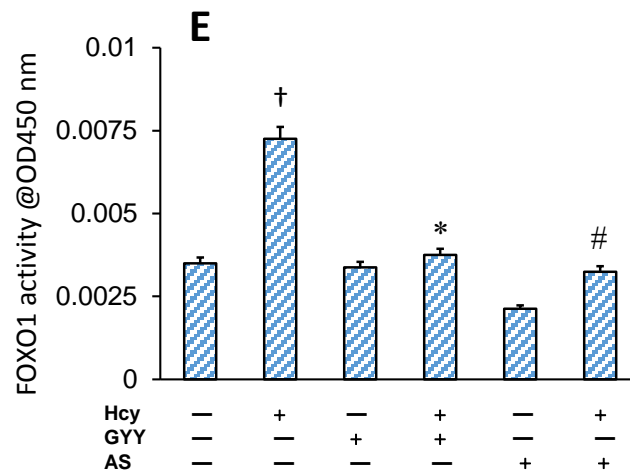 E
FOXO1 activity @OD450 nm
0.01
0.0075
0.005
0.0025
0
†
*
#
Hcy — + — + — +
GYY — — + + — —
AS — — — — + +